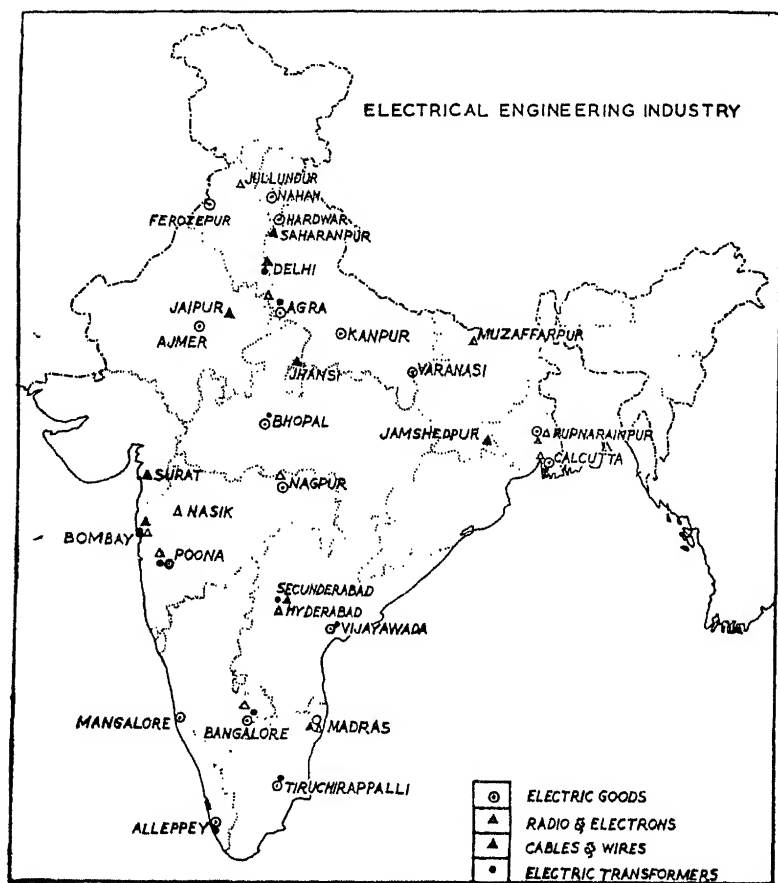 ELECTRICAL ENGINEERING INDUSTRY
JULLUNDUR
NAHAN
FEROZEPUR
HARDWAR
SAHARANPUR
DELHI
JAIPUR
AGRA
AJMER
KANPUR
MUZAFFARPUR
JHANSI
VARANASI
BHOPAL
JAMSHEDPUR
RUPNARAINPUR
CALCUTTA
SURAT
NAGPUR
NASIK
BOMBAY
POONA
SECUNDERABAD
HYDERABAD
VIJAYAWADA
MANGALORE
BANGALORE
MADRAS
TIRUCHIRAPPALLI
ALLEPPEY
ELECTRIC GOODS
RADIO & ELECTRONS
CABLES & WIRES
ELECTRIC TRANSFORMERS